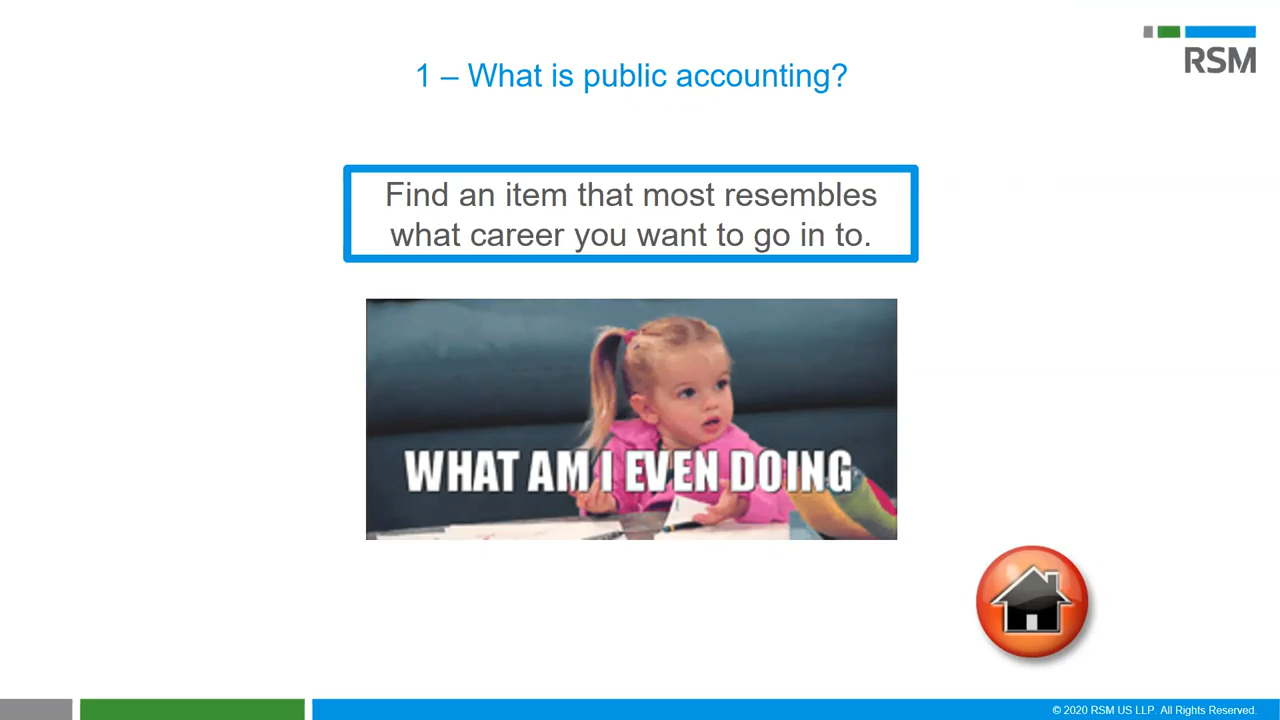 RSM
1 – What is public accounting?
Find an item that most resembles
what career you want to go in to.
WHAT AM I EVEN DOING
© 2020 RSM US LLP. All Rights Reserved.